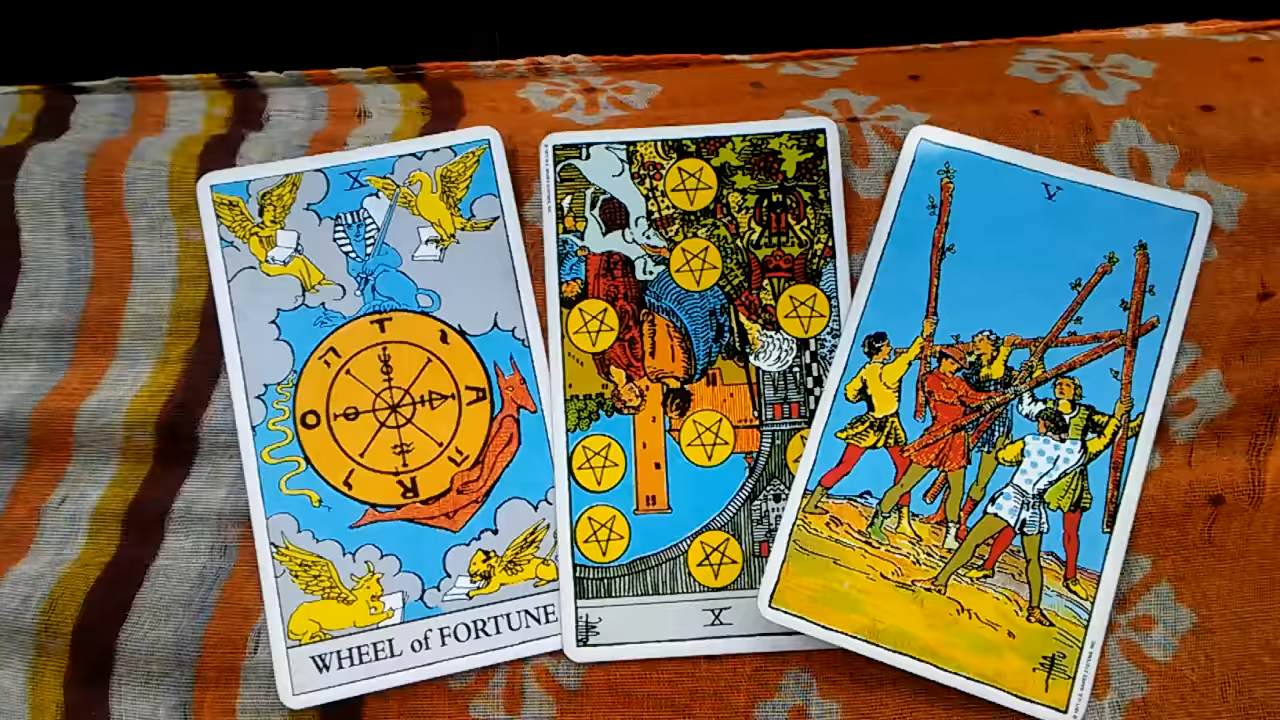 X
T
י
A
ה
R
ו
O
ה
WHEEL of FORTUNE
X
V